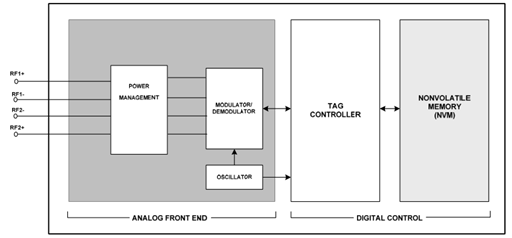 RF1+
RF1-
RF2-
RF2+
POWER
MANAGEMENT
MODULATOR/
DEMODULATOR
OSCILLATOR
TAG
CONTROLLER
NONVOLATILE
MEMORY
(NVM)
ANALOG FRONT END
DIGITAL CONTROL